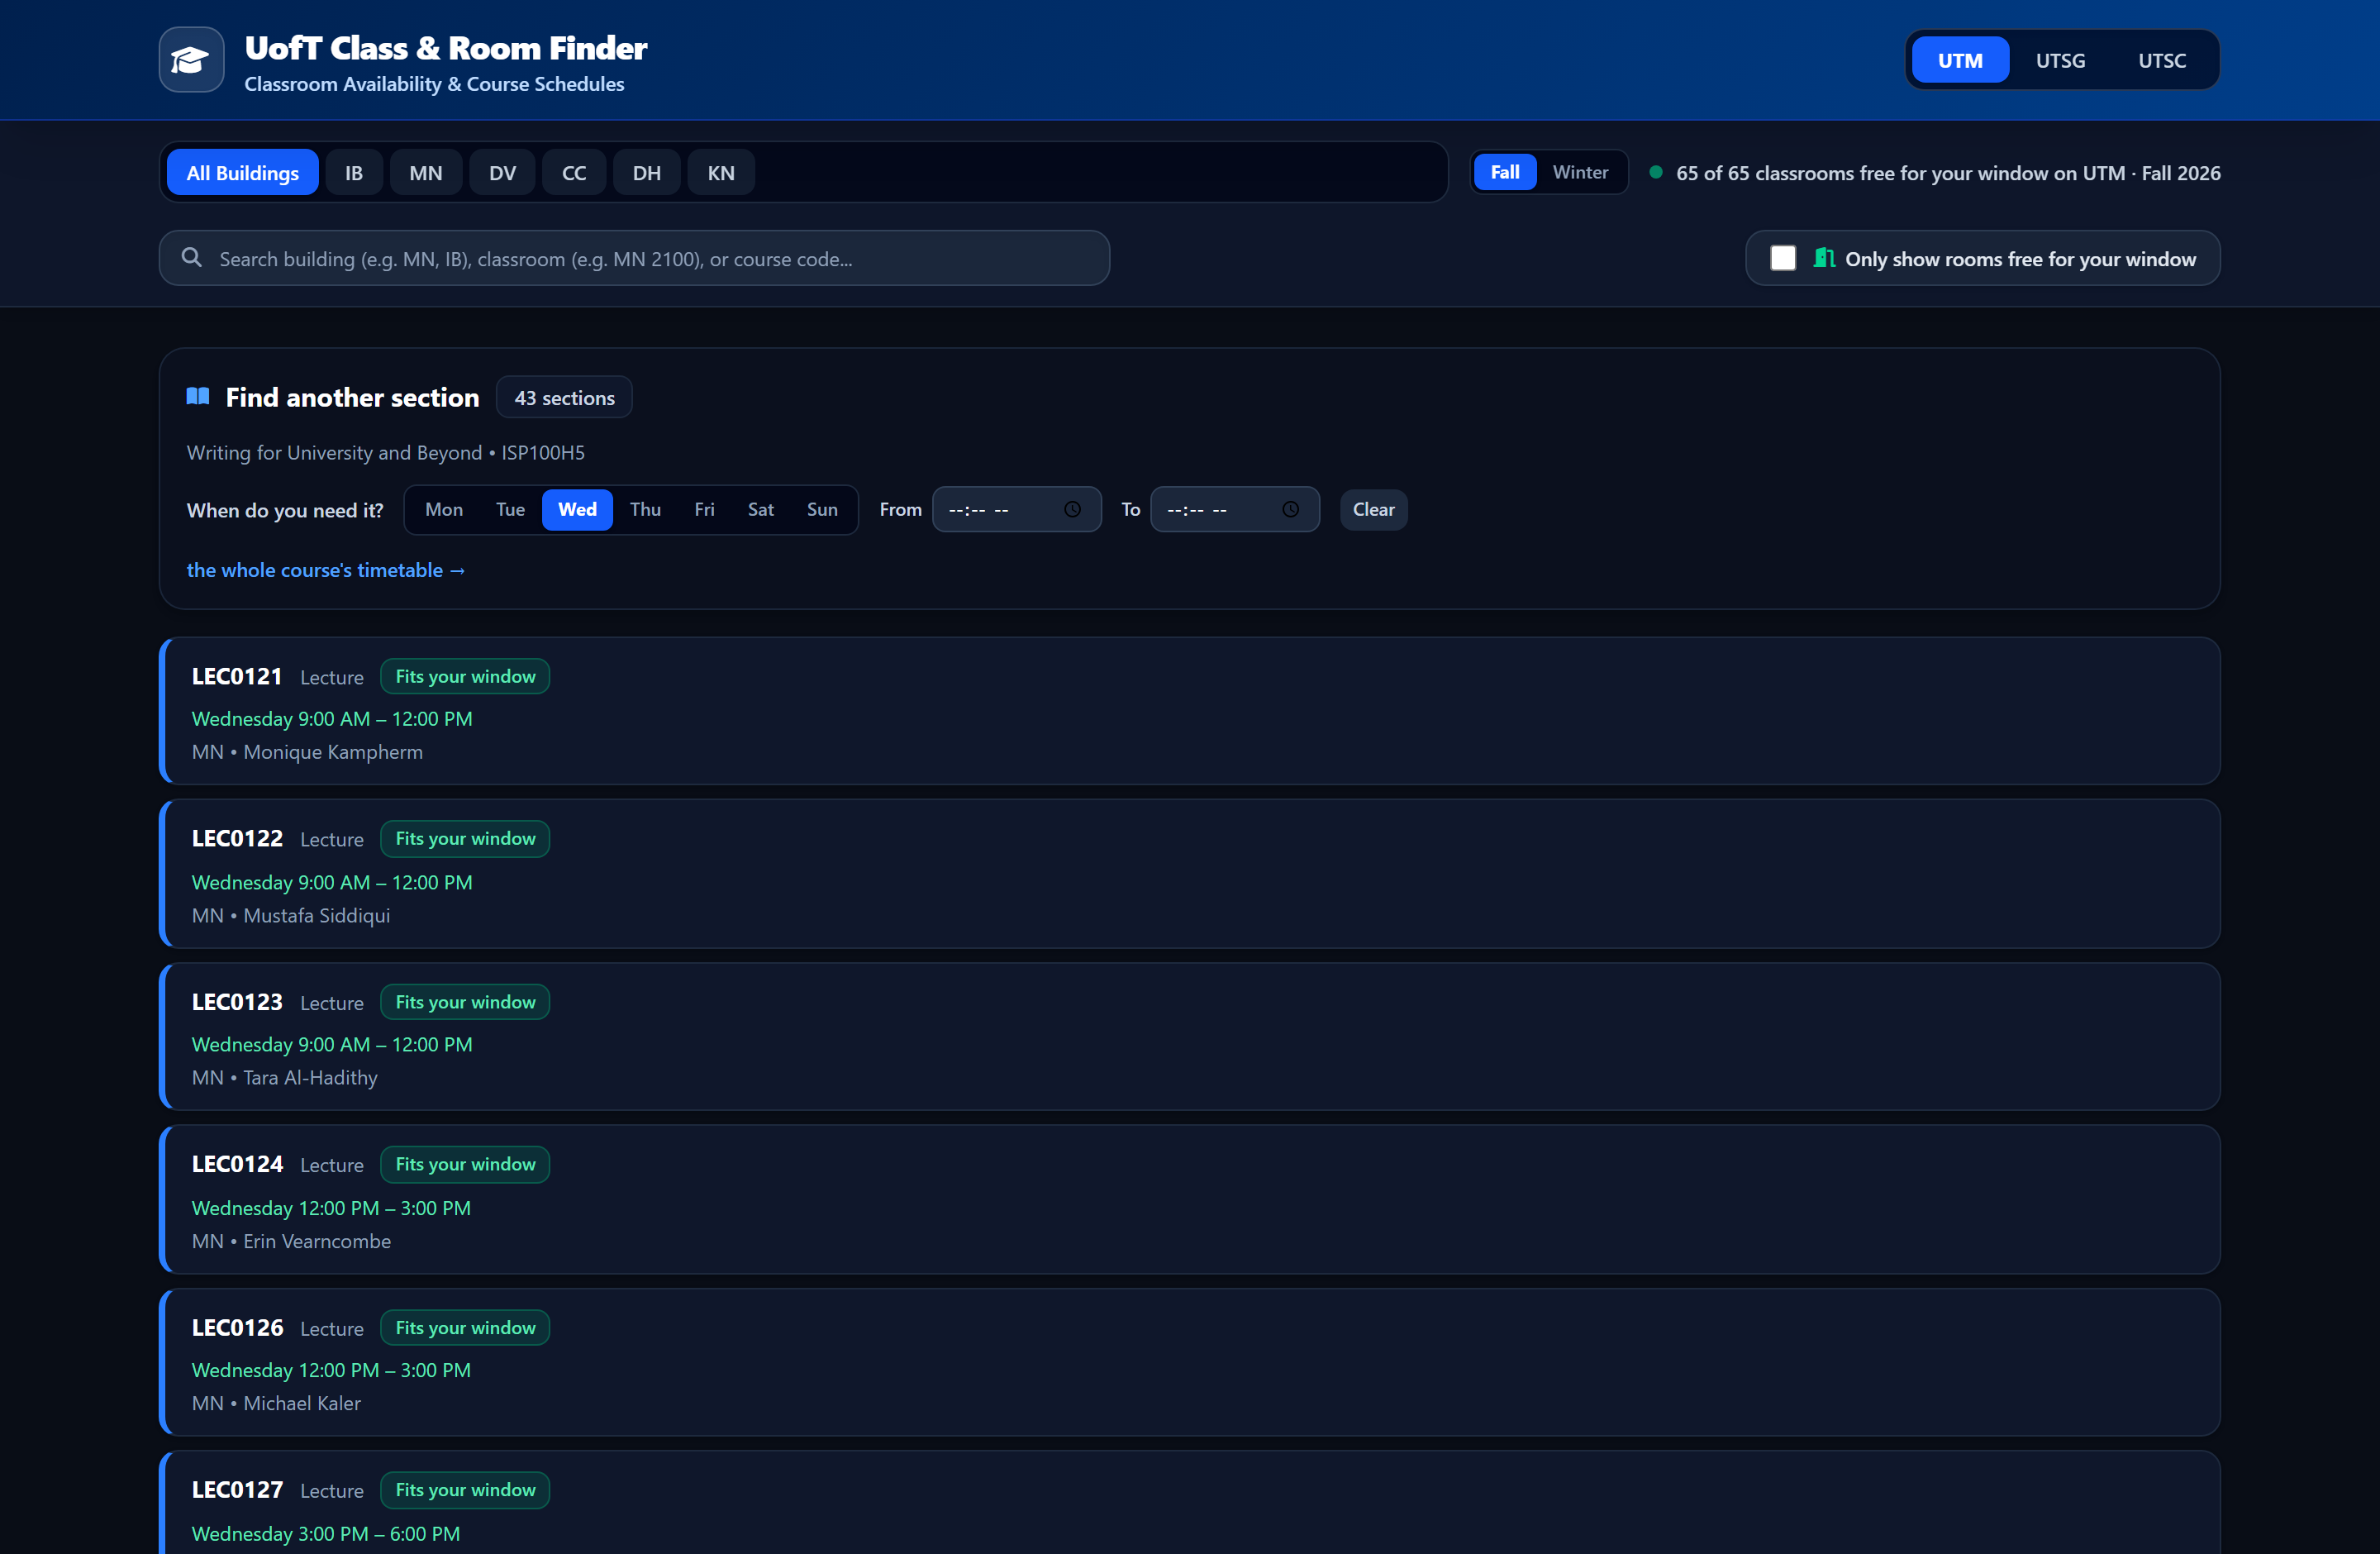 UofT Class & Room Finder
Classroom Availability & Course Schedules
UTM UTSG UTSC
All Buildings IB MN DV CC DH KN
Fall Winter
65 of 65 classrooms free for your window on UTM · Fall 2026
Search building (e.g. MN, IB), classroom (e.g. MN 2100), or course code...
Only show rooms free for your window
Find another section 43 sections
Writing for University and Beyond • ISP100H5
When do you need it? Mon Tue Wed Thu Fri Sat Sun From --:-- -- To --:-- -- Clear
the whole course's timetable →
LEC0121 Lecture Fits your window
Wednesday 9:00 AM – 12:00 PM
MN • Monique Kampherm
LEC0122 Lecture Fits your window
Wednesday 9:00 AM – 12:00 PM
MN • Mustafa Siddiqui
LEC0123 Lecture Fits your window
Wednesday 9:00 AM – 12:00 PM
MN • Tara Al-Hadithy
LEC0124 Lecture Fits your window
Wednesday 12:00 PM – 3:00 PM
MN • Erin Vearncombe
LEC0126 Lecture Fits your window
Wednesday 12:00 PM – 3:00 PM
MN • Michael Kaler
LEC0127 Lecture Fits your window
Wednesday 3:00 PM – 6:00 PM